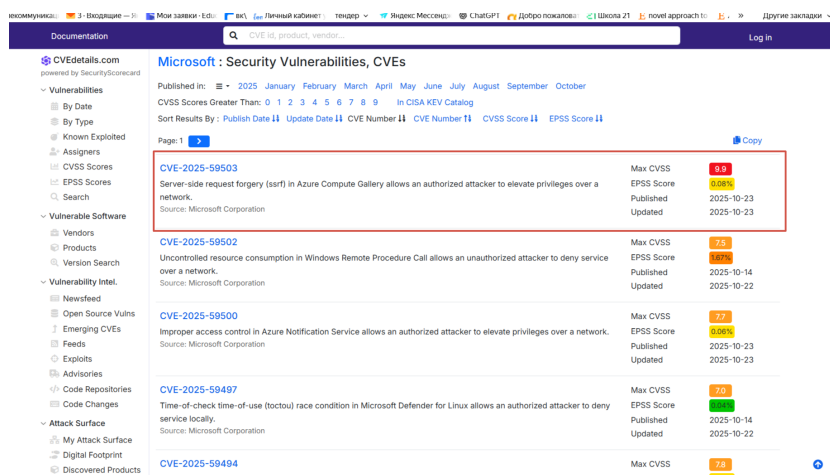 Мои заявки
Личный кабинет
тендер
Яндекс Мессендж
ChatGPT
Добро пожалова
Школа 21
novel approach to
Другие закладки
Documentation
CVE id, product, vendor...
Log in
CVEdetails.com
powered by SecurityScorecard
Vulnerabilities
By Date
By Type
Known Exploited
Assigners
CVSS Scores
EPSS Scores
Search
Vulnerable Software
Vendors
Products
Version Search
Vulnerability Intel.
Newsfeed
Open Source Vulns
Emerging CVEs
Feeds
Exploits
Advisories
Code Repositories
Code Changes
Attack Surface
My Attack Surface
Digital Footprint
Discovered Products
Microsoft : Security Vulnerabilities, CVEs
Published in: 2025 January February March April May June July August September October
CVSS Scores Greater Than: 0 1 2 3 4 5 6 7 8 9 In CISA KEV Catalog
Sort Results By : Publish Date Update Date CVE Number CVE Number CVSS Score EPSS Score
Page: 1 Copy
CVE-2025-59503
Server-side request forgery (ssrf) in Azure Compute Gallery allows an authorized attacker to elevate privileges over a
network.
Source: Microsoft Corporation
Max CVSS 9.9
EPSS Score 0.08%
Published 2025-10-23
Updated 2025-10-23
CVE-2025-59502
Uncontrolled resource consumption in Windows Remote Procedure Call allows an unauthorized attacker to deny service
over a network.
Source: Microsoft Corporation
Max CVSS 7.5
EPSS Score 1.67%
Published 2025-10-14
Updated 2025-10-22
CVE-2025-59500
Improper access control in Azure Notification Service allows an authorized attacker to elevate privileges over a network.
Source: Microsoft Corporation
Max CVSS 7.7
EPSS Score 0.06%
Published 2025-10-23
Updated 2025-10-23
CVE-2025-59497
Time-of-check time-of-use (toctou) race condition in Microsoft Defender for Linux allows an authorized attacker to deny
service locally.
Source: Microsoft Corporation
Max CVSS 7.0
EPSS Score 0.04%
Published 2025-10-14
Updated 2025-10-22
CVE-2025-59494
Max CVSS 7.8